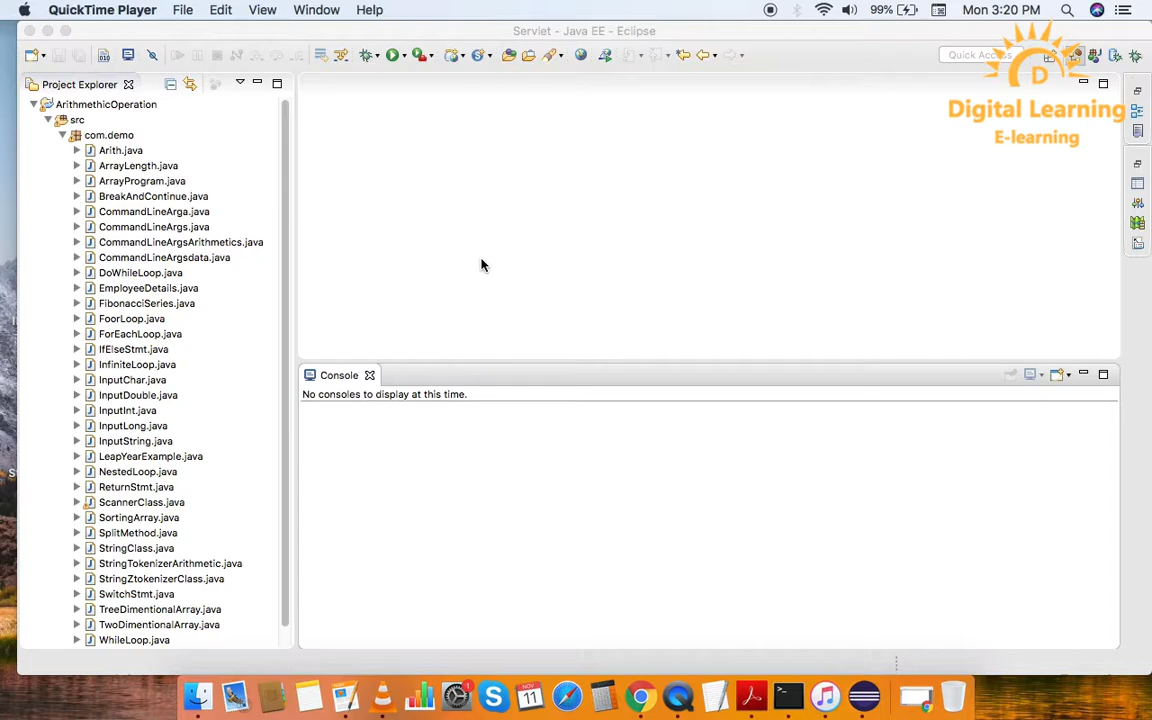 QuickTime Player File Edit View Window Help
99% Mon 3:20 PM
Servlet - Java EE - Eclipse
Quick Access
D
Digital Learning
E-learning
Project Explorer
ArithmethicOperation
src
com.demo
Arith.java
ArrayLength.java
ArrayProgram.java
BreakAndContinue.java
CommandLineArga.java
CommandLineArgs.java
CommandLineArgsArithmetics.java
CommandLineArgsdata.java
DoWhileLoop.java
EmployeeDetails.java
FibonacciSeries.java
FoorLoop.java
ForEachLoop.java
IfElseStmt.java
InfiniteLoop.java
InputChar.java
InputDouble.java
InputInt.java
InputLong.java
InputString.java
LeapYearExample.java
NestedLoop.java
ReturnStmt.java
ScannerClass.java
SortingArray.java
SplitMethod.java
StringClass.java
StringTokenizerArithmetic.java
StringZtokenizerClass.java
SwitchStmt.java
TreeDimentionalArray.java
TwoDimentionalArray.java
WhileLoop.java
Console
No consoles to display at this time.
NOV
11
1